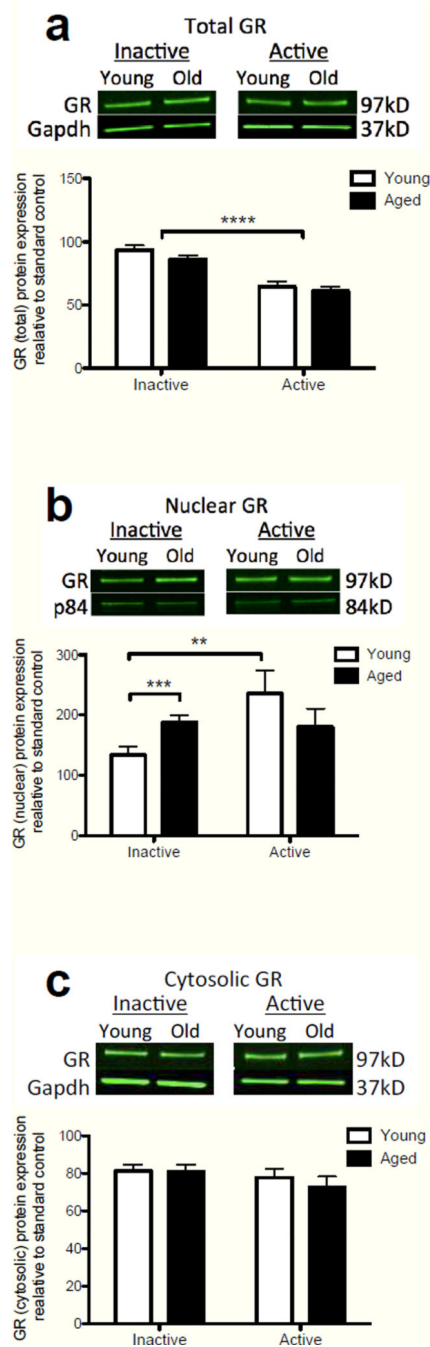 a
Total GR
Inactive Active
Young Old Young Old
GR 97kD
Gapdh 37kD
GR (total) protein expression
realative to standard control
150
100
50
0
****
Young
Aged
Inactive Active
b
Nuclear GR
Inactive Active
Young Old Young Old
GR 97kD
p84 84kD
GR (nuclear) protein expression
realative to standard control
300
200
100
0
**
***
Young
Aged
Inactive Active
c
Cytosolic GR
Inactive Active
Young Old Young Old
GR 97kD
Gapdh 37kD
GR (cytosolic) protein expression
realative to standard control
100
80
60
40
20
0
Young
Aged
Inactive Active